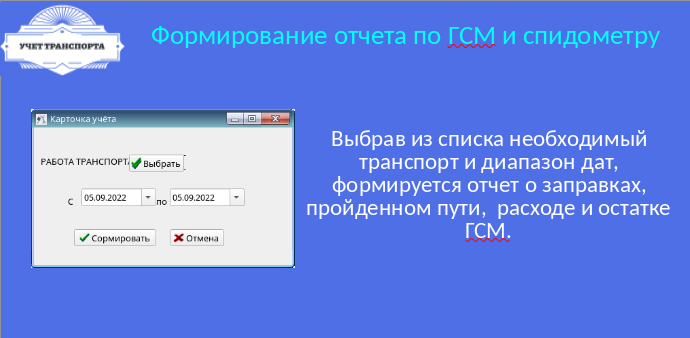 УЧЕТ ТРАНСПОРТА
Формирование отчета по ГСМ и спидометру
Карточка учёта
РАБОТА ТРАНСПОРТА
Выбрать
С 05.09.2022 по 05.09.2022
Сормировать Отмена
Выбрав из списка необходимый
транспорт и диапазон дат,
формируется отчет о заправках,
пройденном пути, расходе и остатке
ГСМ.